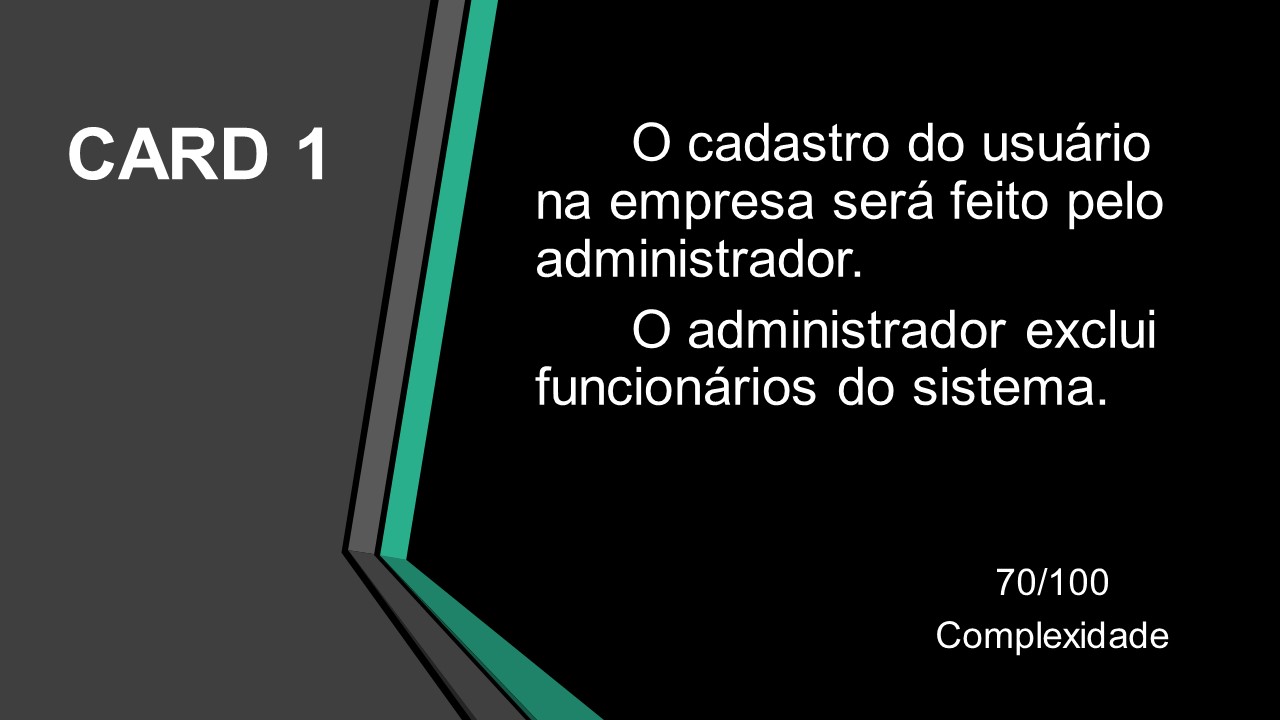 CARD 1
O cadastro do usuário
na empresa será feito pelo
administrador.
O administrador exclui
funcionários do sistema.
70/100
Complexidade